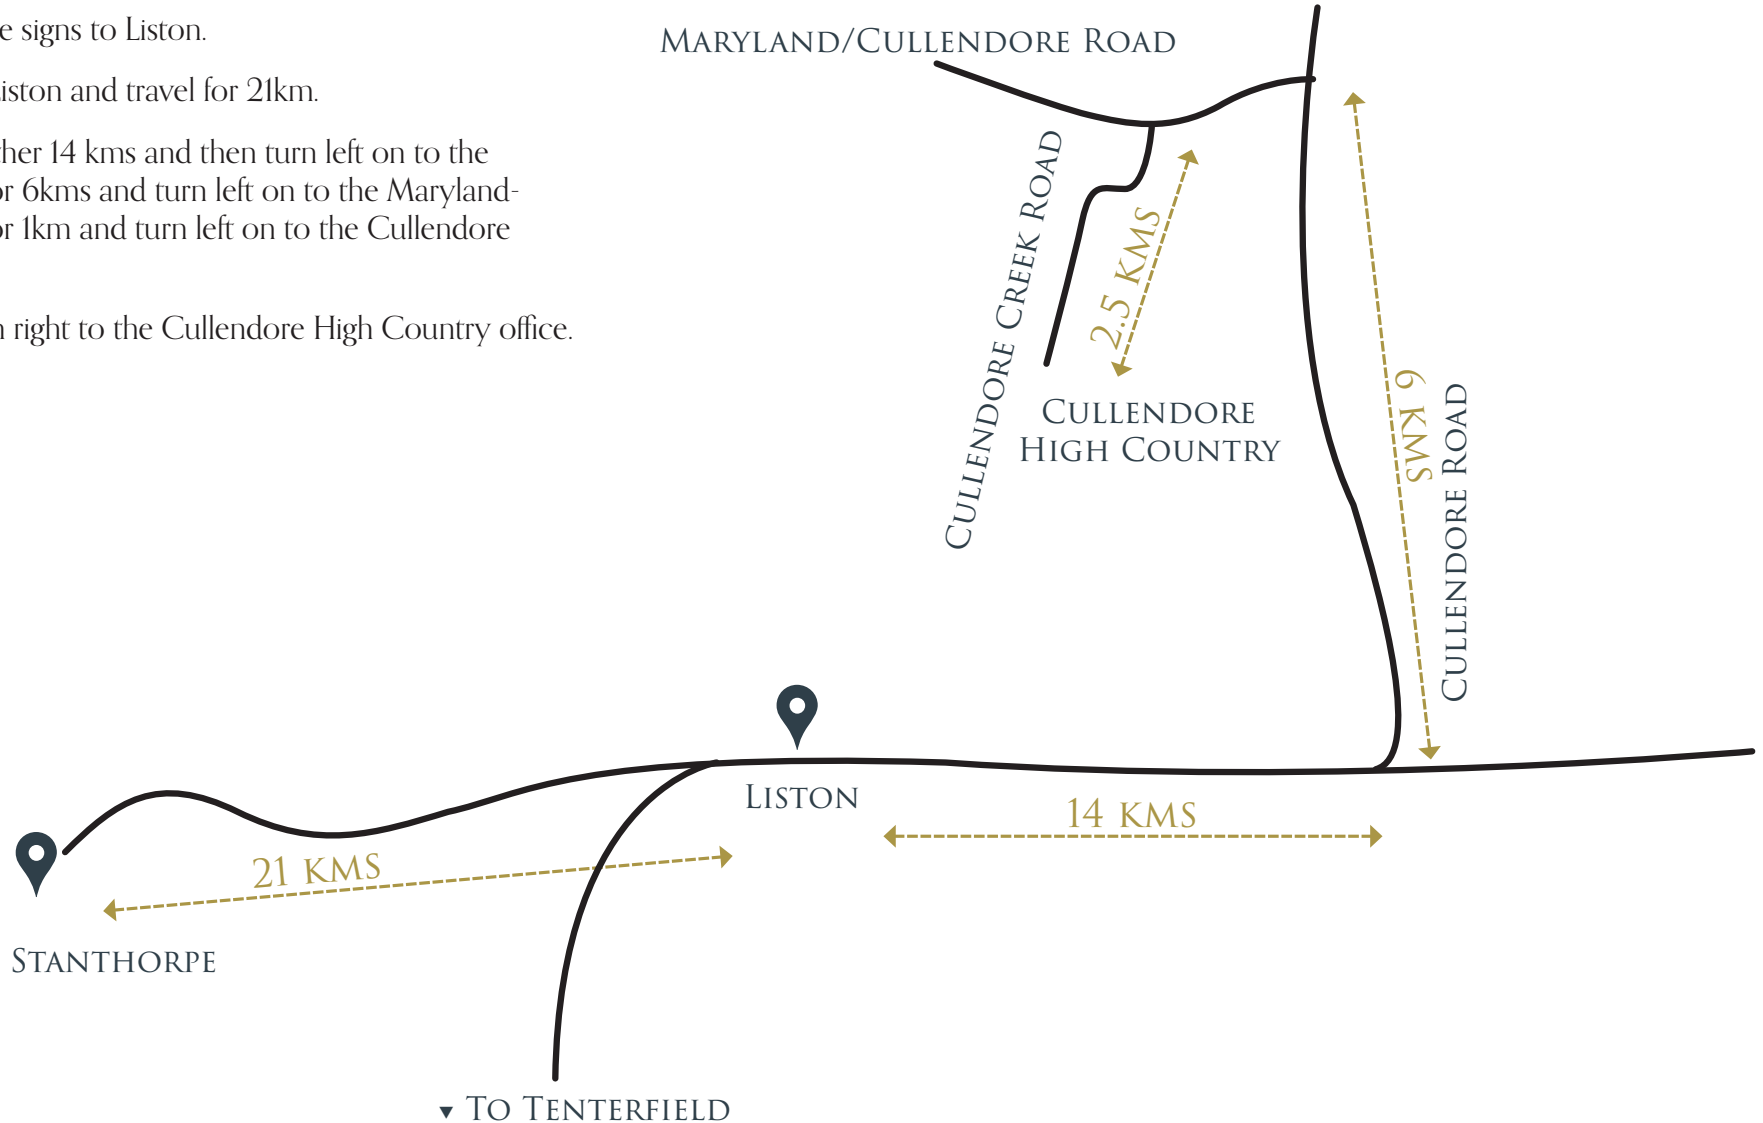 e signs to Liston.
iston and travel for 21km.
ther 14 kms and then turn left on to the
or 6kms and turn left on to the Maryland-
or 1km and turn left on to the Cullendore
n right to the Cullendore High Country office.
Maryland/Cullendore Road
Cullendore Creek Road
2.5 kms
Cullendore
High Country
6 kms
Cullendore Road
Liston
14 kms
21 kms
Stanthorpe
To Tenterfield